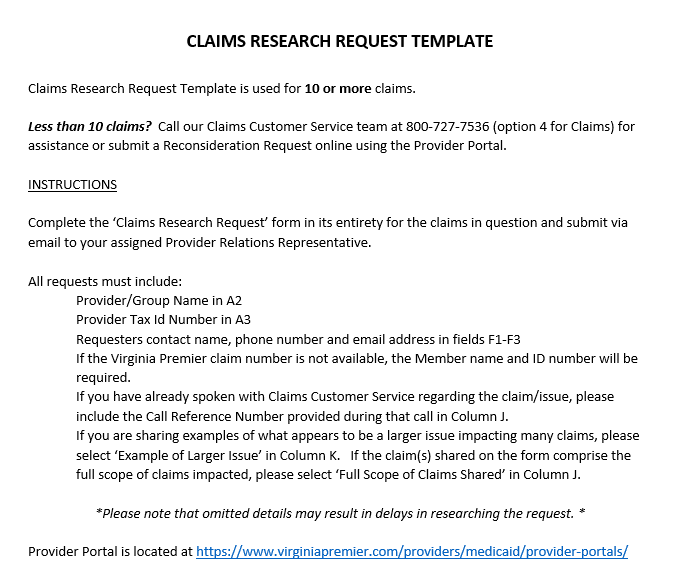 CLAIMS RESEARCH REQUEST TEMPLATE
Claims Research Request Template is used for 10 or more claims.
Less than 10 claims?  Call our Claims Customer Service team at 800-727-7536 (option 4 for Claims) for
assistance or submit a Reconsideration Request online using the Provider Portal.
INSTRUCTIONS
Complete the ‘Claims Research Request’ form in its entirety for the claims in question and submit via
email to your assigned Provider Relations Representative.
All requests must include:
Provider/Group Name in A2
Provider Tax Id Number in A3
Requesters contact name, phone number and email address in fields F1-F3
If the Virginia Premier claim number is not available, the Member name and ID number will be
required.
If you have already spoken with Claims Customer Service regarding the claim/issue, please
include the Call Reference Number provided during that call in Column J.
If you are sharing examples of what appears to be a larger issue impacting many claims, please
select ‘Example of Larger Issue’ in Column K.   If the claim(s) shared on the form comprise the
full scope of claims impacted, please select ‘Full Scope of Claims Shared’ in Column J.
*Please note that omitted details may result in delays in researching the request. *
Provider Portal is located at https://www.virginiapremier.com/providers/medicaid/provider-portals/